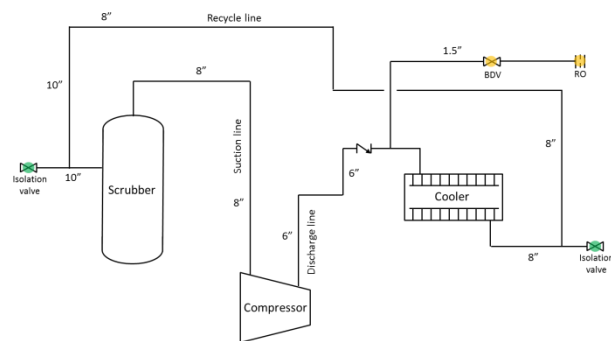 8”
Recycle line
1.5”
BDV
RO
10”
8”
Suction line
8”
Isolation
valve
10”
Scrubber
8”
6”
Discharge line
6”
Cooler
8”
Isolation
valve
Compressor